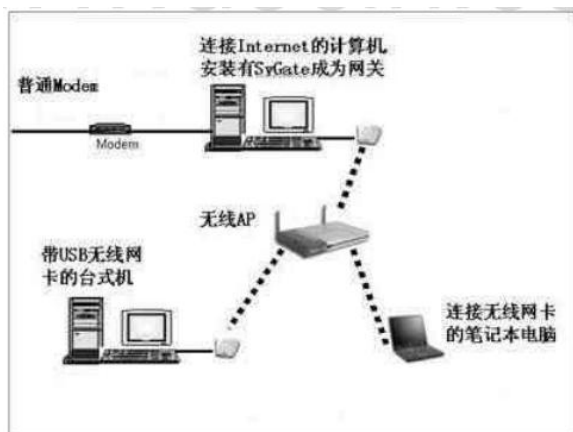 连接Internet的计算机,
安装有SyGate成为网关
普通Modem
Modem
无线AP
带USB无线网
卡的台式机
连接无线网卡
的笔记本电脑